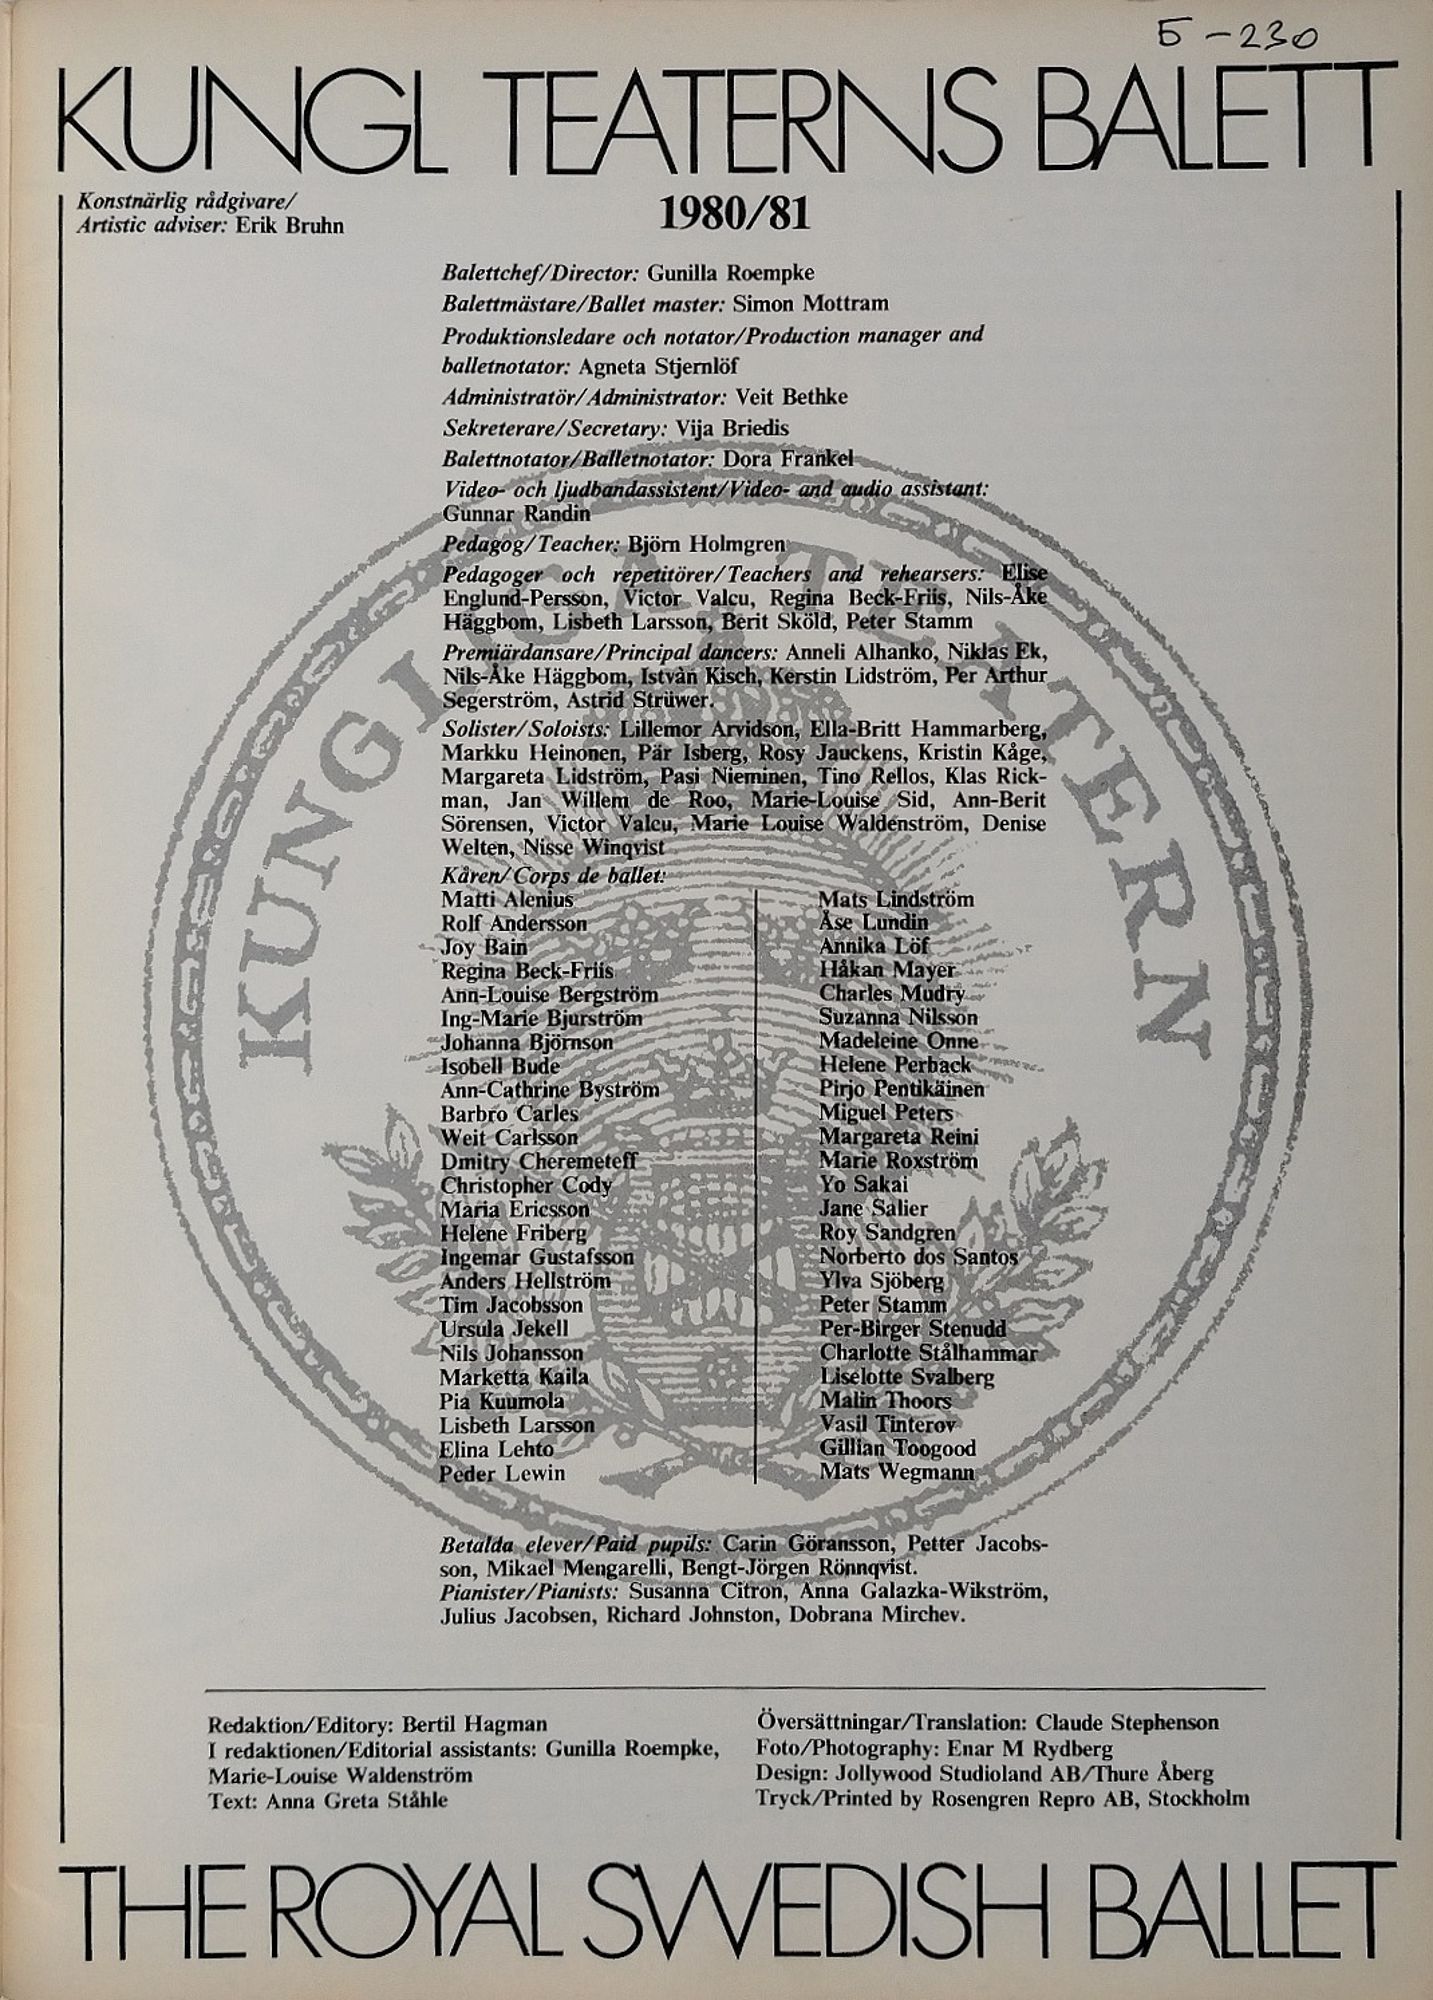 Б-230
KUNGL TEATERNS BALETT
Konstnärlig rådgivare/
Artistic adviser: Erik Bruhn
1980/81
Balettchef/Director: Gunilla Roempke
Balettmästare/Ballet master: Simon Mottram
Produktionsledare och notator/Production manager and
balletnotator: Agneta Stjernlöf
Administratör/Administrator: Veit Bethke
Sekreterare/Secretary: Vija Briedis
Balettnotator/Balletnotator: Dora Frankel
Video- och ljudbandassistent/Video- and audio assistant:
Gunnar Randin
Pedagog/Teacher: Björn Holmgren
Pedagoger och repetitörer/Teachers and rehearsers: Elise
Englund-Persson, Victor Valcu, Regina Beck-Friis, Nils-Åke
Häggbom, Lisbeth Larsson, Berit Sköld, Peter Stamm
Premiärdansare/Principal dancers: Anneli Alhanko, Niklas Ek,
Nils-Åke Häggbom, Istvàn Kisch, Kerstin Lidström, Per Arthur
Segerström, Astrid Strüwer.
Solister/Soloists: Lillemor Arvidson, Ella-Britt Hammarberg,
Markku Heinonen, Pär Isberg, Rosy Jauckens, Kristin Kåge,
Margareta Lidström, Pasi Nieminen, Tino Rellos, Klas Rick-
man, Jan Willem de Roo, Marie-Louise Sid, Ann-Berit
Sörensen, Victor Valcu, Marie Louise Waldenström, Denise
Welten, Nisse Winqvist
Kåren/Corps de ballet:
Matti Alenius
Rolf Andersson
Joy Bain
Regina Beck-Friis
Ann-Louise Bergström
Ing-Marie Bjurström
Johanna Björnson
Isobell Bude
Ann-Cathrine Byström
Barbro Carles
Weit Carlsson
Dmitry Cheremeteff
Christopher Cody
Maria Ericsson
Helene Friberg
Ingemar Gustafsson
Anders Hellström
Tim Jacobsson
Ursula Jekell
Nils Johansson
Marketta Kaila
Pia Kuumola
Lisbeth Larsson
Elina Lehto
Peder Lewin
Mats Lindström
Åse Lundin
Annika Löf
Håkan Mayer
Charles Mudry
Suzanna Nilsson
Madeleine Onne
Helene Perback
Pirjo Pentikäinen
Miguel Peters
Margareta Reini
Marie Roxström
Yo Sakai
Jane Salier
Roy Sandgren
Norberto dos Santos
Ylva Sjöberg
Peter Stamm
Per-Birger Stenudd
Charlotte Stålhammar
Liselotte Svalberg
Malin Thoors
Vasil Tinterov
Gillian Toogood
Mats Wegmann
KUNGLIGA TEATERN
Betalda elever/Paid pupils: Carin Göransson, Petter Jacobs-
son, Mikael Mengarelli, Bengt-Jörgen Rönnqvist.
Pianister/Pianists: Susanna Citron, Anna Galazka-Wikström,
Julius Jacobsen, Richard Johnston, Dobrana Mirchev.
Redaktion/Editory: Bertil Hagman
I redaktionen/Editorial assistants: Gunilla Roempke,
Marie-Louise Waldenström
Text: Anna Greta Ståhle
Översättningar/Translation: Claude Stephenson
Foto/Photography: Enar M Rydberg
Design: Jollywood Studioland AB/Thure Åberg
Tryck/Printed by Rosengren Repro AB, Stockholm
THE ROYAL SWEDISH BALLET